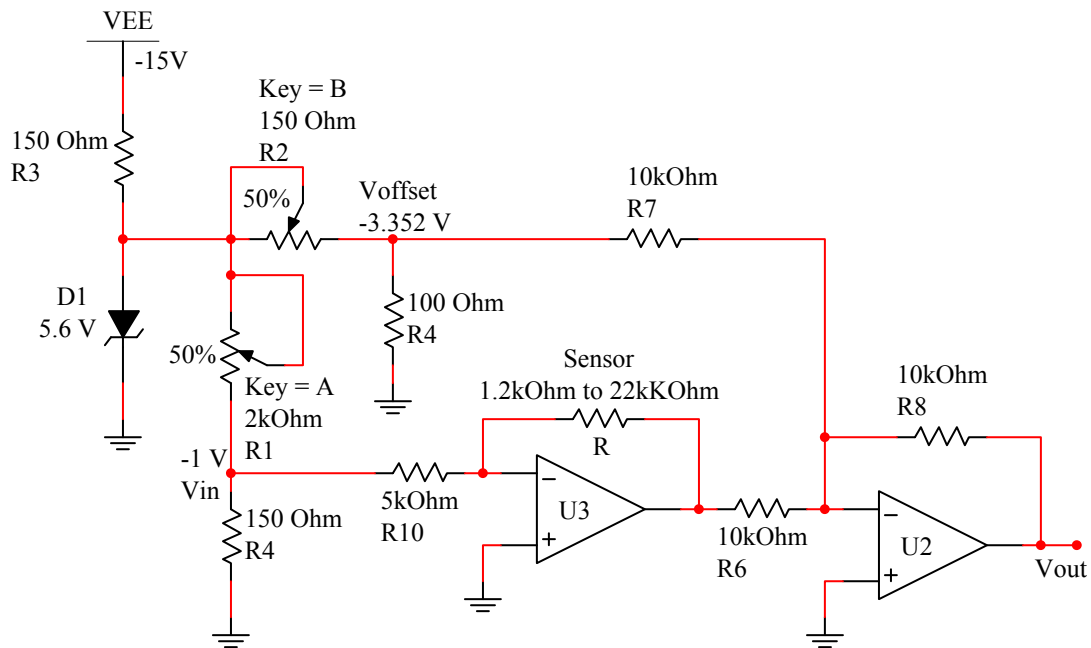 VEE
-15V
150 Ohm
R3
Key = B
150 Ohm
R2
50%
Voffset
-3.352 V
10kOhm
R7
D1
5.6 V
100 Ohm
R4
50%
Key = A
2kOhm
R1
Sensor
1.2kOhm to 22kKOhm
R
10kOhm
R8
-1 V
Vin
5kOhm
R10
150 Ohm
R4
−
U3
+
10kOhm
R6
−
U2
+
Vout